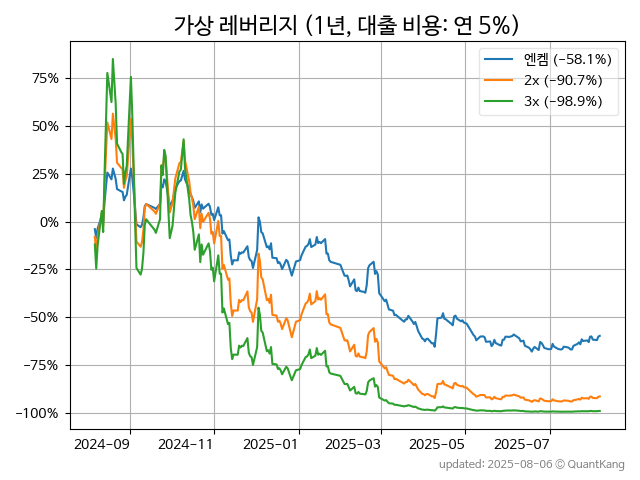 가상 레버리지 (1년, 대출 비용: 연 5%)
엔켐 (−58.1%)
2x (−90.7%)
3x (−98.9%)
75%
50%
25%
0%
−25%
−50%
−75%
−100%
2024-09 2024-11 2025-01 2025-03 2025-05 2025-07
updated: 2025-08-06 © QuantKang